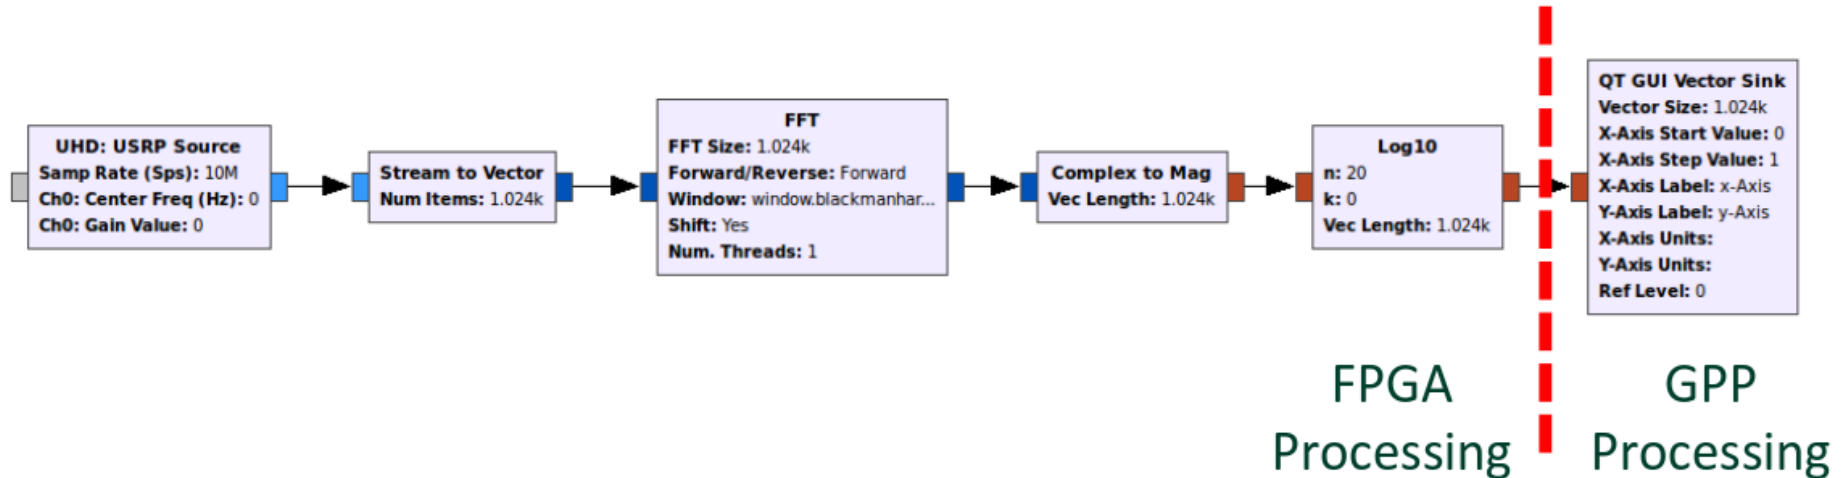 UHD: USRP Source
Samp Rate (Sps): 10M
Ch0: Center Freq (Hz): 0
Ch0: Gain Value: 0
Stream to Vector
Num Items: 1.024k
FFT
FFT Size: 1.024k
Forward/Reverse: Forward
Window: window.blackmanhar...
Shift: Yes
Num. Threads: 1
Complex to Mag
Vec Length: 1.024k
Log10
n: 20
k: 0
Vec Length: 1.024k
QT GUI Vector Sink
Vector Size: 1.024k
X-Axis Start Value: 0
X-Axis Step Value: 1
X-Axis Label: x-Axis
Y-Axis Label: y-Axis
X-Axis Units:
Y-Axis Units:
Ref Level: 0
FPGA
Processing
GPP
Processing